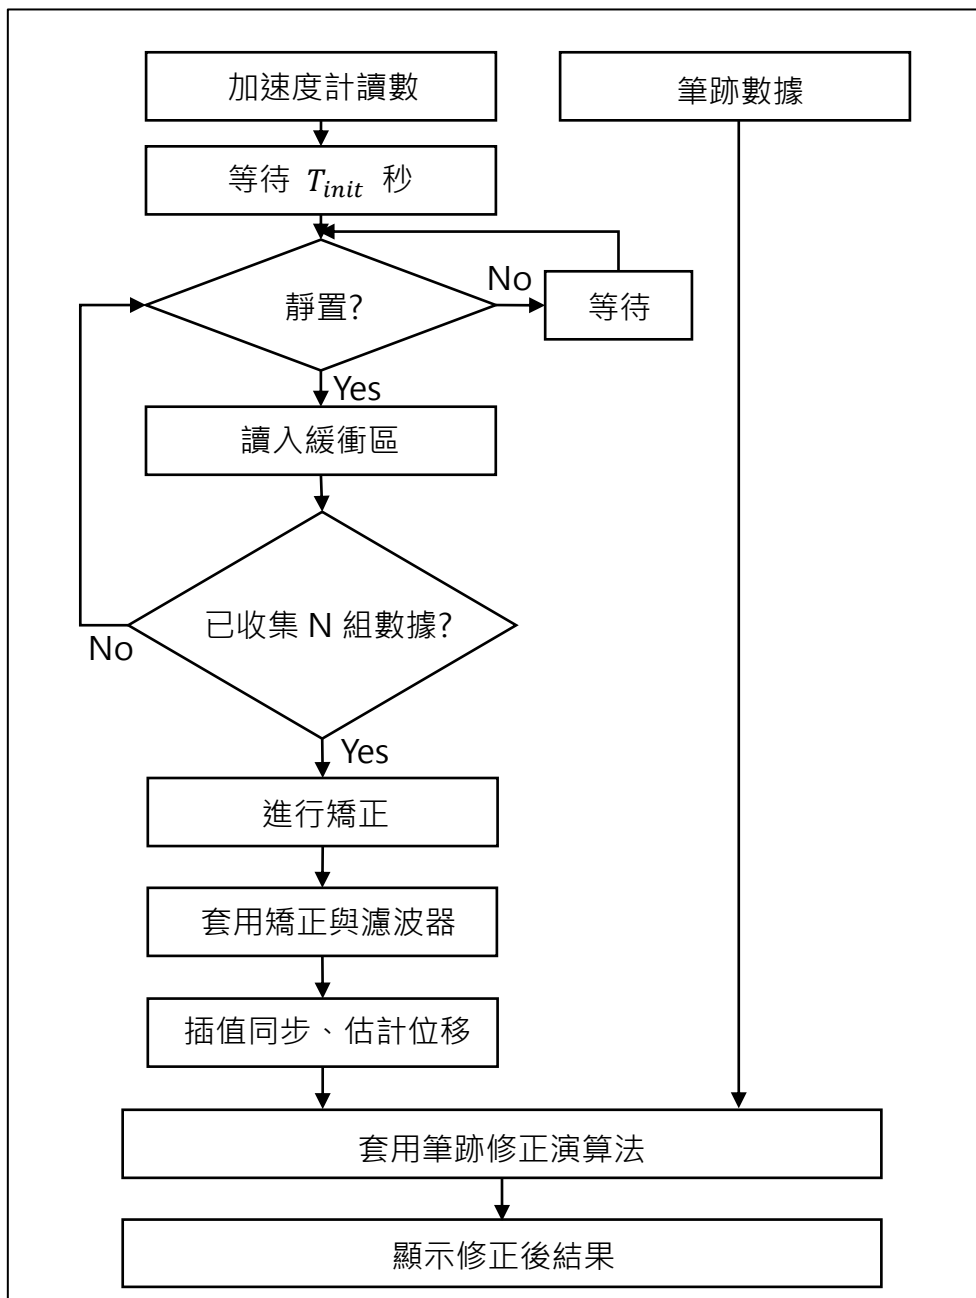 加速度計讀數
筆跡數據
等待 T_init 秒
靜置?
No
等待
Yes
讀入緩衝區
已收集 N 組數據?
No
Yes
進行矯正
套用矯正與濾波器
插值同步、估計位移
套用筆跡修正演算法
顯示修正後結果